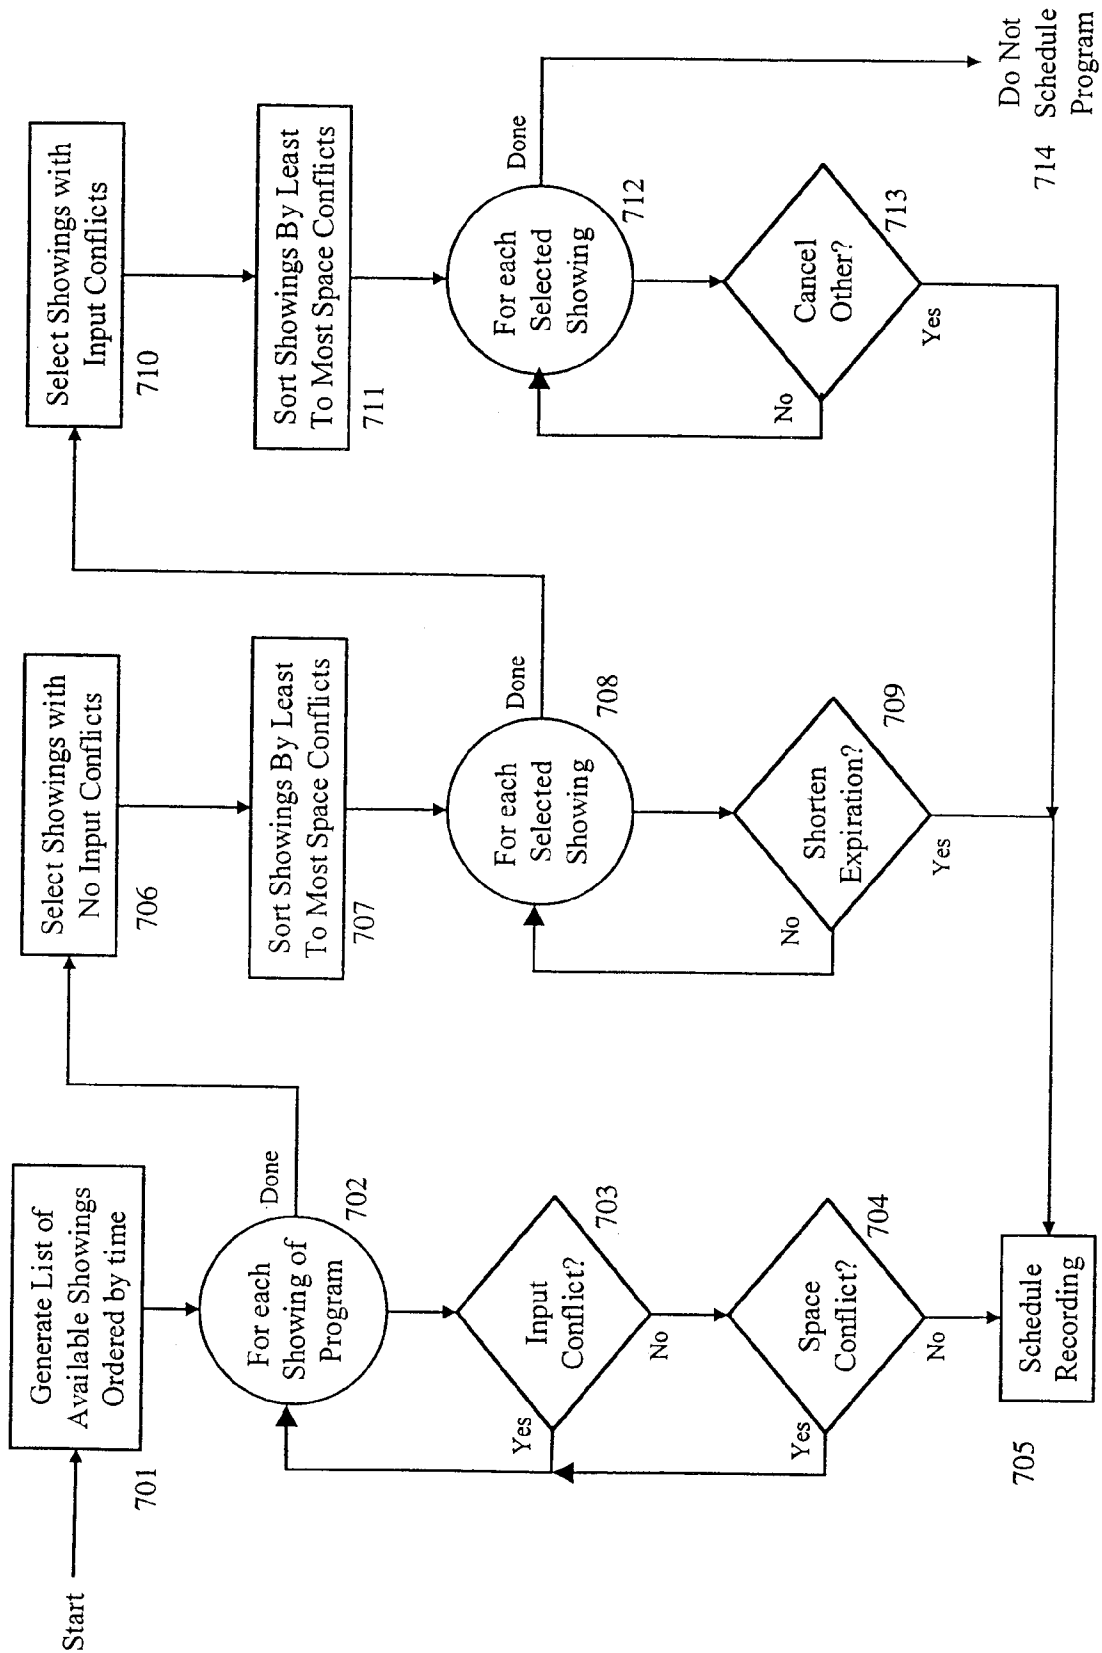 Start
Generate List of
Available Showings
Ordered by time
701
For each
Showing of
Program
Done
702
Input
Conflict?
Yes
No
703
Space
Conflict?
Yes
No
704
Schedule
Recording
705
Select Showings with
No Input Conflicts
706
Sort Showings By Least
To Most Space Conflicts
707
For each
Selected
Showing
Done
708
Shorten
Expiration?
No
Yes
709
Select Showings with
Input Conflicts
710
Sort Showings By Least
To Most Space Conflicts
711
For each
Selected
Showing
Done
712
Cancel
Other?
No
Yes
713
Do Not
714 Schedule
Program